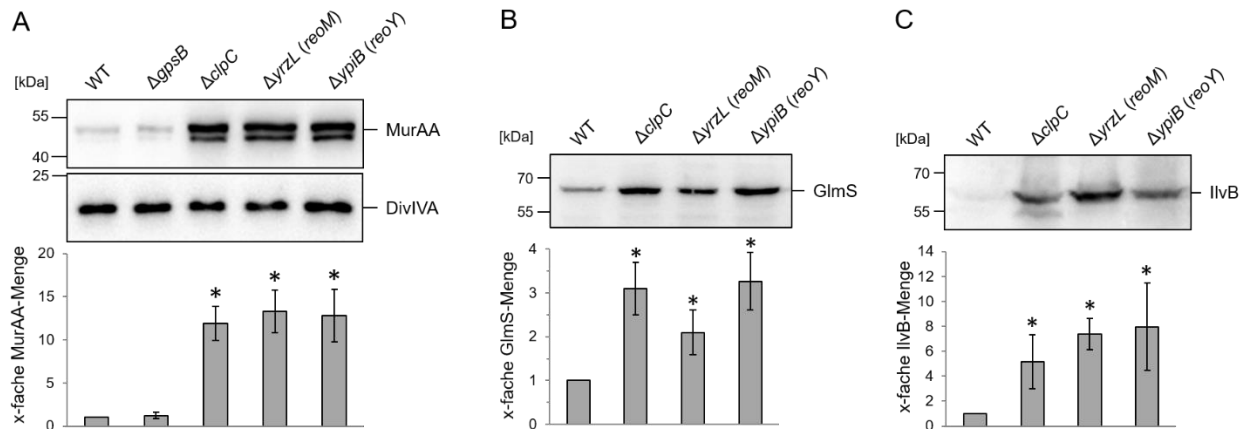 A
[kDa]
WT
ΔgpsB
ΔclpC
ΔyrzL (reoM)
ΔypiB (reoY)
55
40
MurAA
25
DivIVA
x-fache MurAA-Menge
20
15
10
5
0
*
*
*
B
[kDa]
WT
ΔclpC
ΔyrzL (reoM)
ΔypiB (reoY)
70
55
GlmS
x-fache GlmS-Menge
4
3
2
1
0
*
*
*
C
[kDa]
WT
ΔclpC
ΔyrzL (reoM)
ΔypiB (reoY)
70
55
IlvB
x-fache IlvB-Menge
14
12
10
8
6
4
2
0
*
*
*